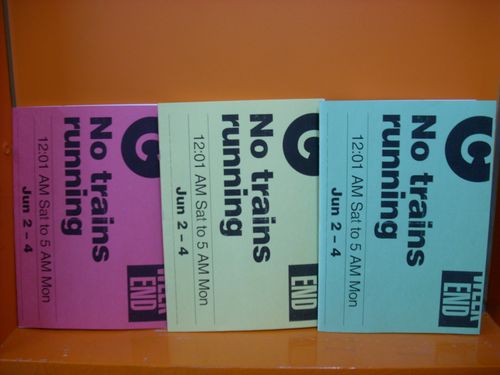 G
No trains
running
12:01 AM Sat to 5 AM Mon
Jun 2 – 4
WEEK
END
G
No trains
running
12:01 AM Sat to 5 AM Mon
Jun 2 – 4
END
G
No trains
running
12:01 AM Sat to 5 AM Mon
Jun 2 – 4
WEEK
END